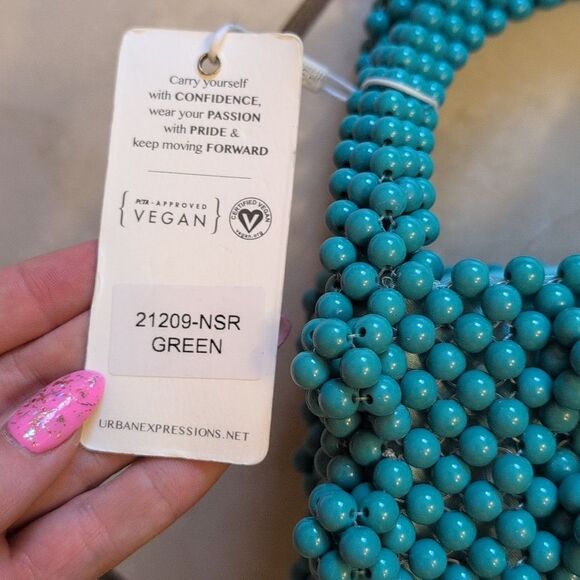 Carry yourself
with CONFIDENCE,
wear your PASSION
with PRIDE &
keep moving FORWARD
PETA - APPROVED
VEGAN
CERTIFIED VEGAN
vegan.org
21209-NSR
GREEN
URBANEXPRESSIONS.NET